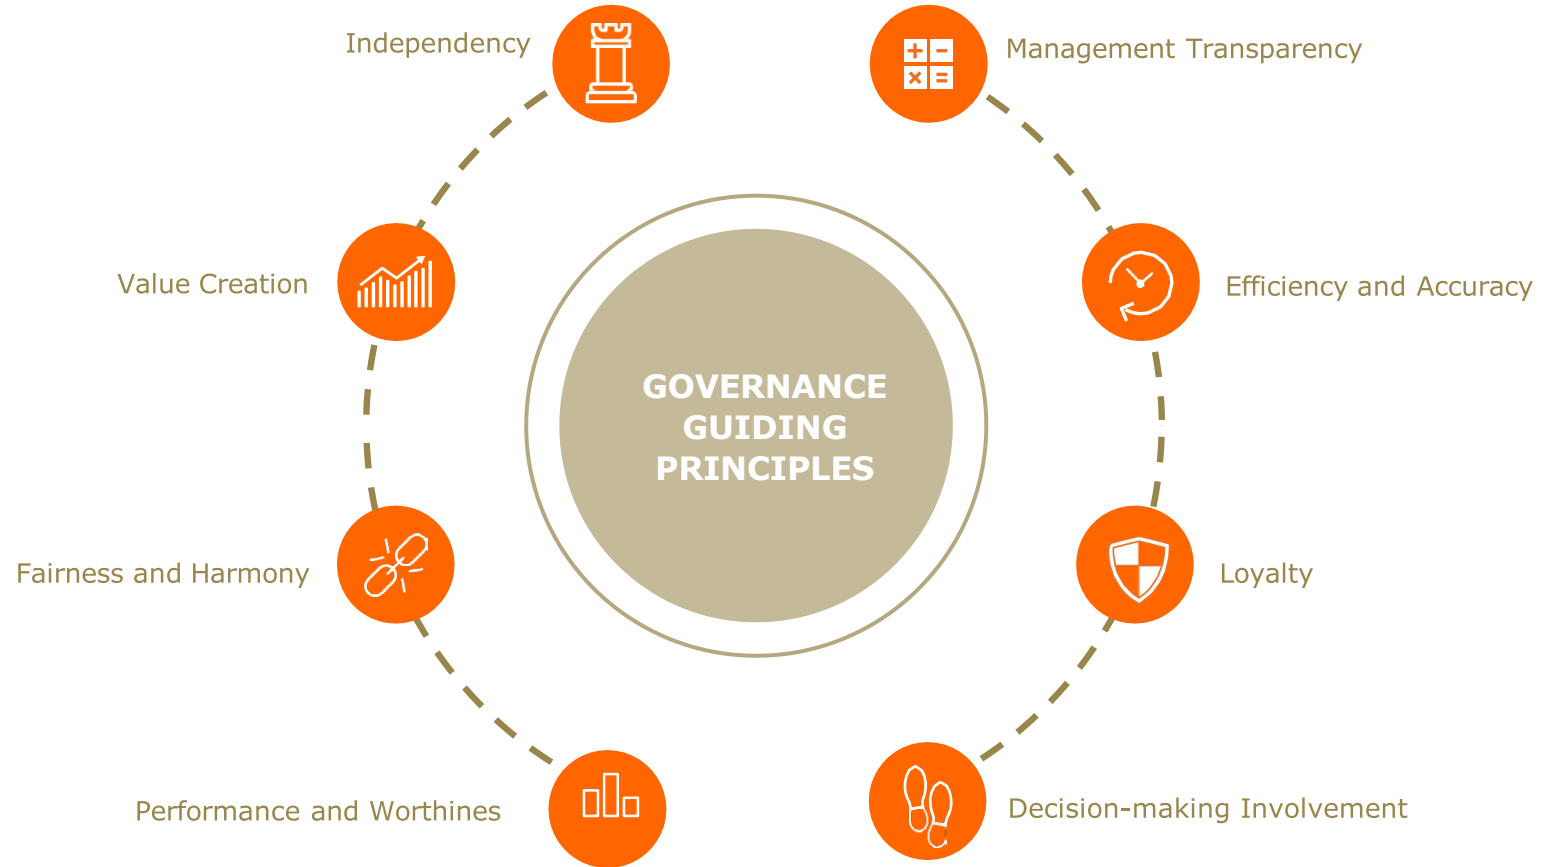 Independency
Management Transparency
Value Creation
Efficiency and Accuracy
GOVERNANCE
GUIDING
PRINCIPLES
Fairness and Harmony
Loyalty
Performance and Worthines
Decision-making Involvement